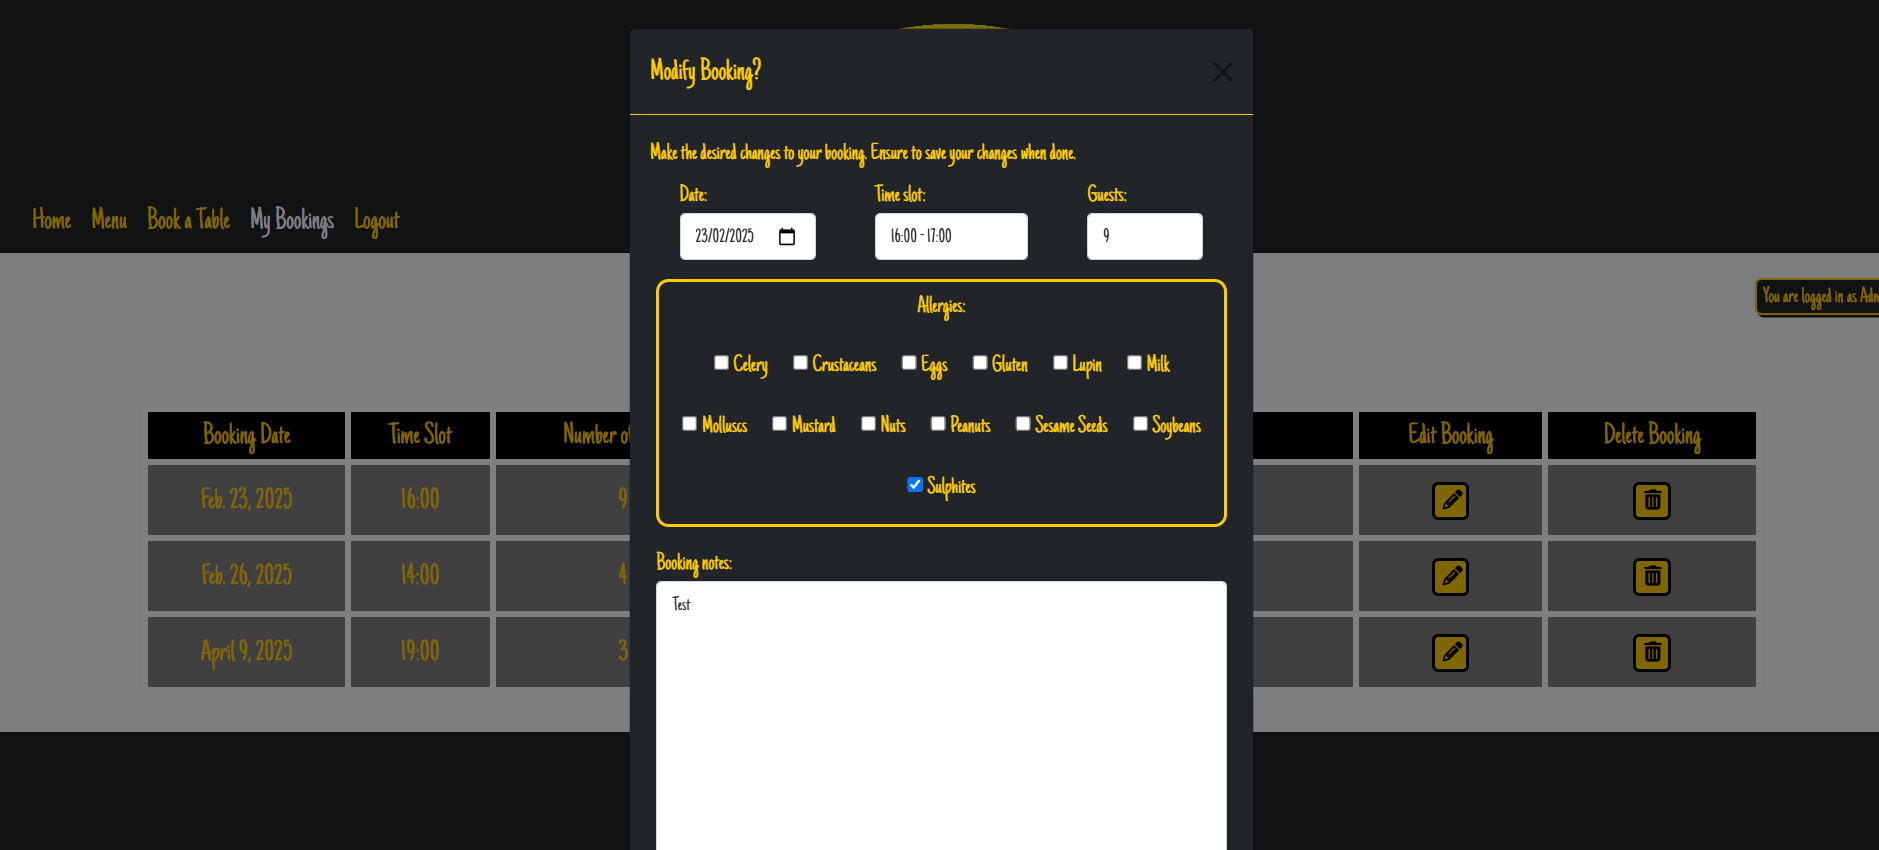 Modify Booking?
Make the desired changes to your booking. Ensure to save your changes when done.
Date: Time slot: Guests:
23/02/2025 16:00 - 17:00 9
Allergies:
Celery Crustaceans Eggs Gluten Lupin Milk
Molluscs Mustard Nuts Peanuts Sesame Seeds Soybeans
Sulphites
Booking notes:
Test
Home Menu Book a Table My Bookings Logout
You are logged in as
Booking Date Time Slot Number Edit Booking Delete Booking
Feb. 23, 2025 16:00 9
Feb. 26, 2025 14:00 4
April 9, 2025 19:00 3